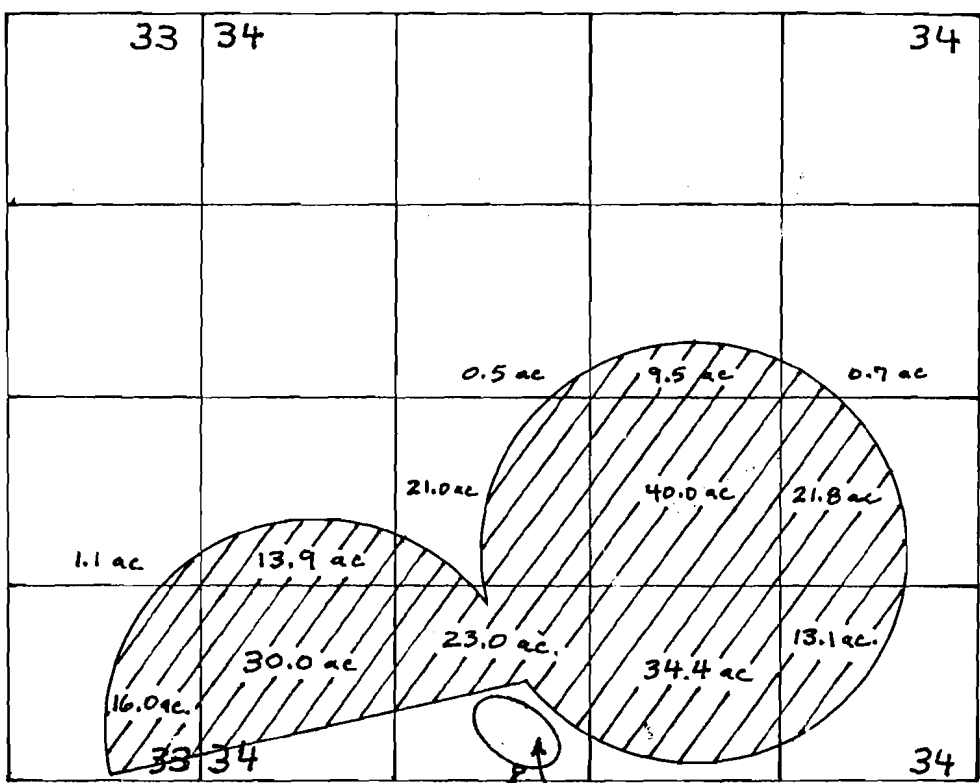 33 34 34
0.5 ac 9.5 ac 0.7 ac
21.0 ac 40.0 ac 21.8 ac
1.1 ac 13.9 ac
23.0 ac. 13.1 ac.
30.0 ac 34.4 ac
16.0 ac.
33 34 34